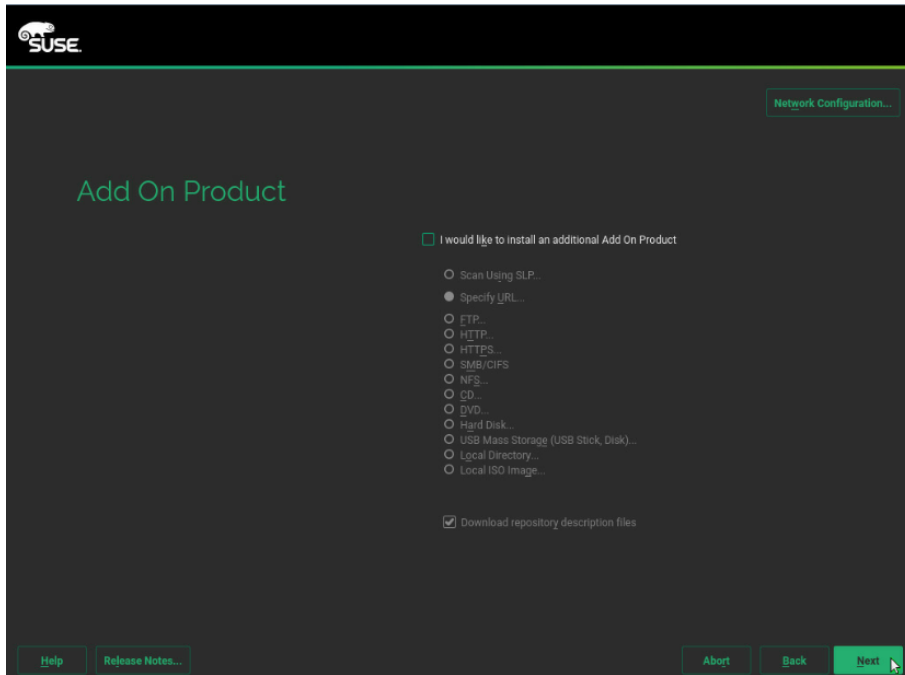 SUSE.
Network Configuration...
Add On Product
I would like to install an additional Add On Product
Scan Using SLP...
Specify URL...
FTP...
HTTP...
HTTPS...
SMB/CIFS
NFS...
CD...
DVD...
Hard Disk...
USB Mass Storage (USB Stick, Disk)...
Local Directory...
Local ISO Image...
Download repository description files
Help Release Notes... Abort Back Next